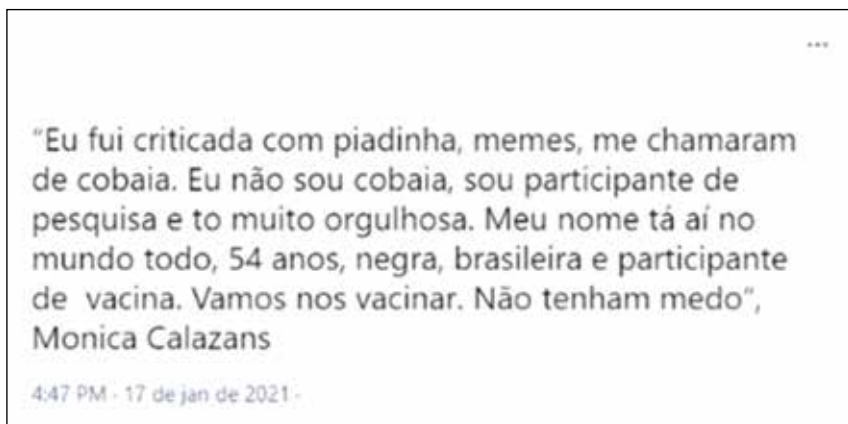 ...
“Eu fui criticada com piadinha, memes, me chamaram
de cobaia. Eu não sou cobaia, sou participante de
pesquisa e to muito orgulhosa. Meu nome tá aí no
mundo todo, 54 anos, negra, brasileira e participante
de vacina. Vamos nos vacinar. Não tenham medo”,
Monica Calazans
4:47 PM - 17 de jan de 2021 -